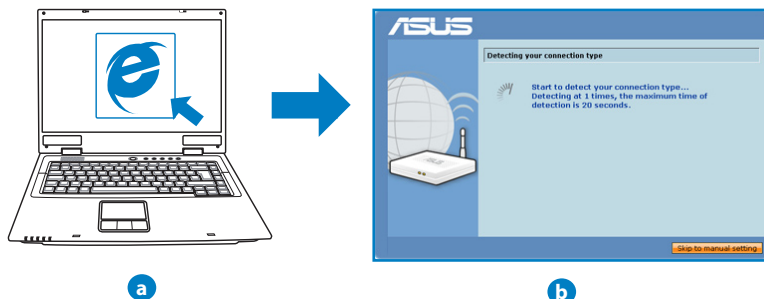 ASUS
Detecting your connection type
Start to detect your connection type...
Detecting at 1 times, the maximum time of
detection is 20 seconds.
ASUS
Skip to manual setting
a
b